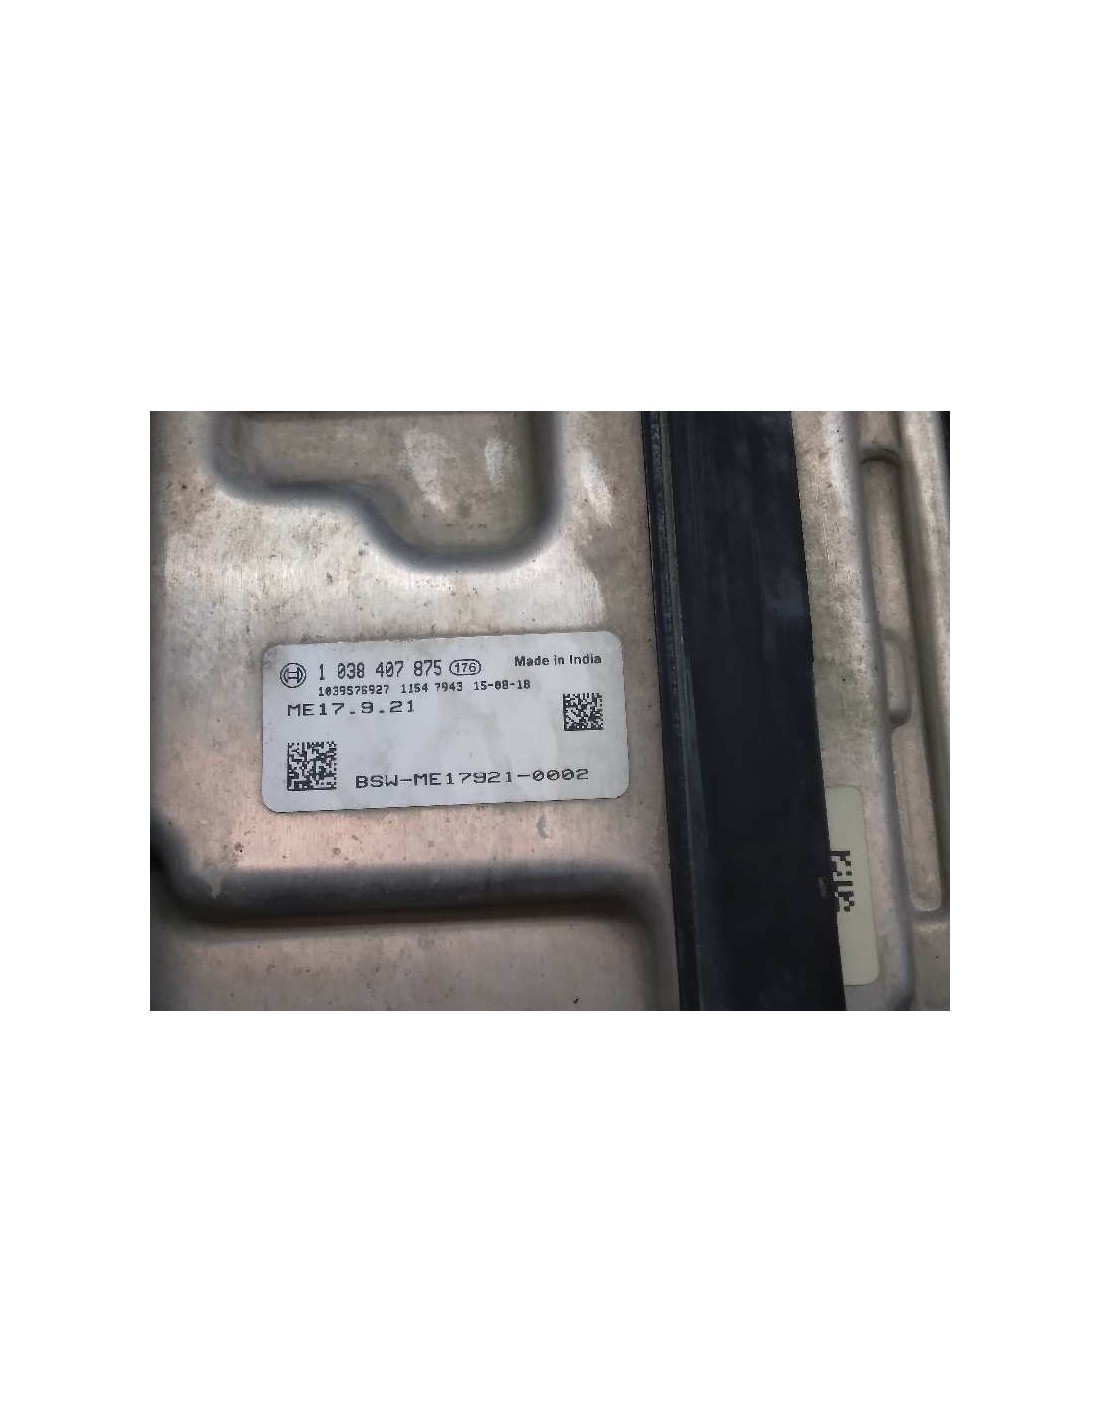 1 038 407 875 176 Made in India
1039S76927 1154 7943 15-08-18
ME17.9.21
BSW-ME17921-0002